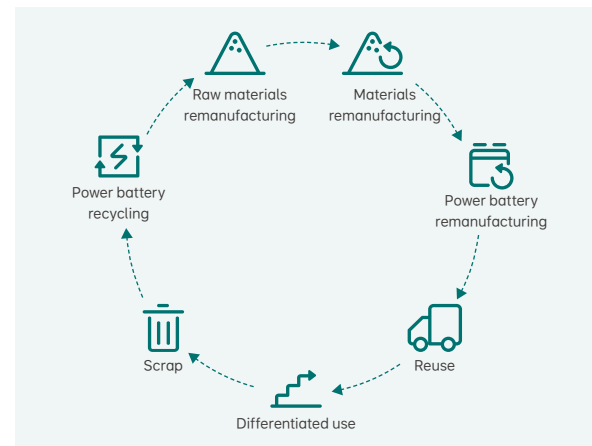 Raw materials
remanufacturing
Materials
remanufacturing
Power battery
remanufacturing
Reuse
Differentiated use
Scrap
Power battery
recycling